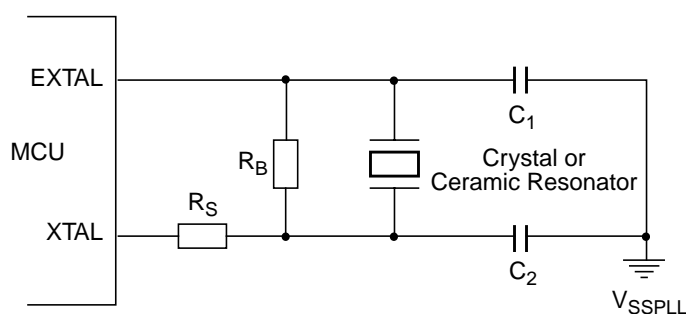 EXTAL
C1
MCU
RB
Crystal or
Ceramic Resonator
RS
XTAL
C2
VSSPLL